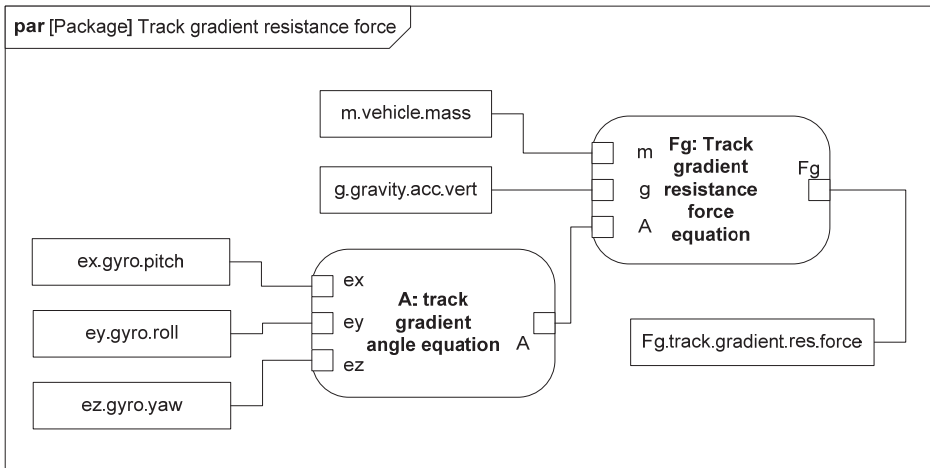 par [Package] Track gradient resistance force
m.vehicle.mass
g.gravity.acc.vert
m
g
A
Fg: Track
gradient
resistance
force
equation
Fg
ex.gyro.pitch
ey.gyro.roll
ez.gyro.yaw
ex
ey
ez
A: track
gradient
angle equation
A
Fg.track.gradient.res.force